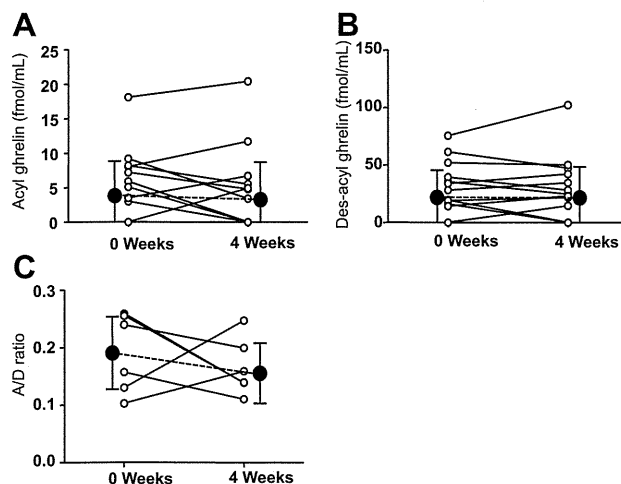 A
Acyl ghrelin (fmol/mL)
25
20
15
10
5
0
0 Weeks
4 Weeks
B
Des-acyl ghrelin (fmol/mL)
150
100
50
0
0 Weeks
4 Weeks
C
A/D ratio
0.3
0.2
0.1
0.0
0 Weeks
4 Weeks